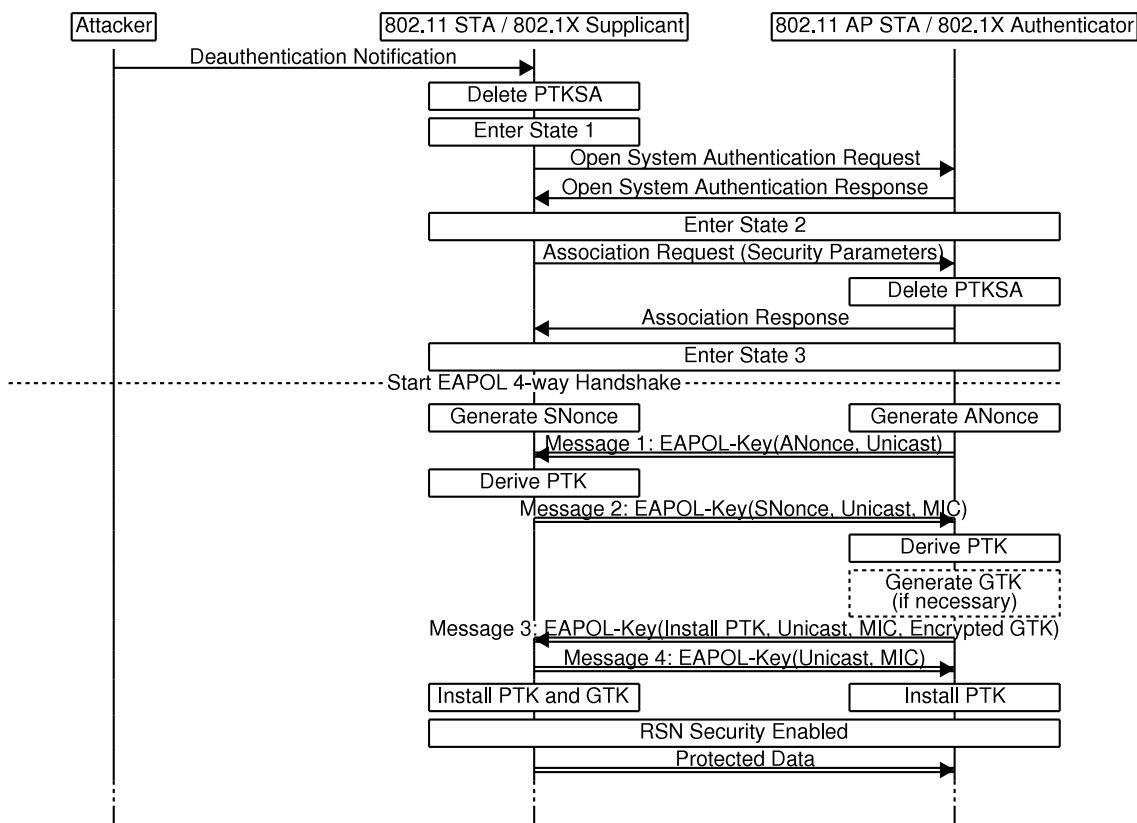 Attacker
802.11 STA / 802.1X Supplicant
802.11 AP STA / 802.1X Authenticator
Deauthentication Notification
Delete PTKSA
Enter State 1
Open System Authentication Request
Open System Authentication Response
Enter State 2
Association Request (Security Parameters)
Delete PTKSA
Association Response
Enter State 3
Start EAPOL 4-way Handshake
Generate SNonce
Generate ANonce
Message 1: EAPOL-Key(ANonce, Unicast)
Derive PTK
Message 2: EAPOL-Key(SNonce, Unicast, MIC)
Derive PTK
Generate GTK
(if necessary)
Message 3: EAPOL-Key(Install PTK, Unicast, MIC, Encrypted GTK)
Message 4: EAPOL-Key(Unicast, MIC)
Install PTK and GTK
Install PTK
RSN Security Enabled
Protected Data